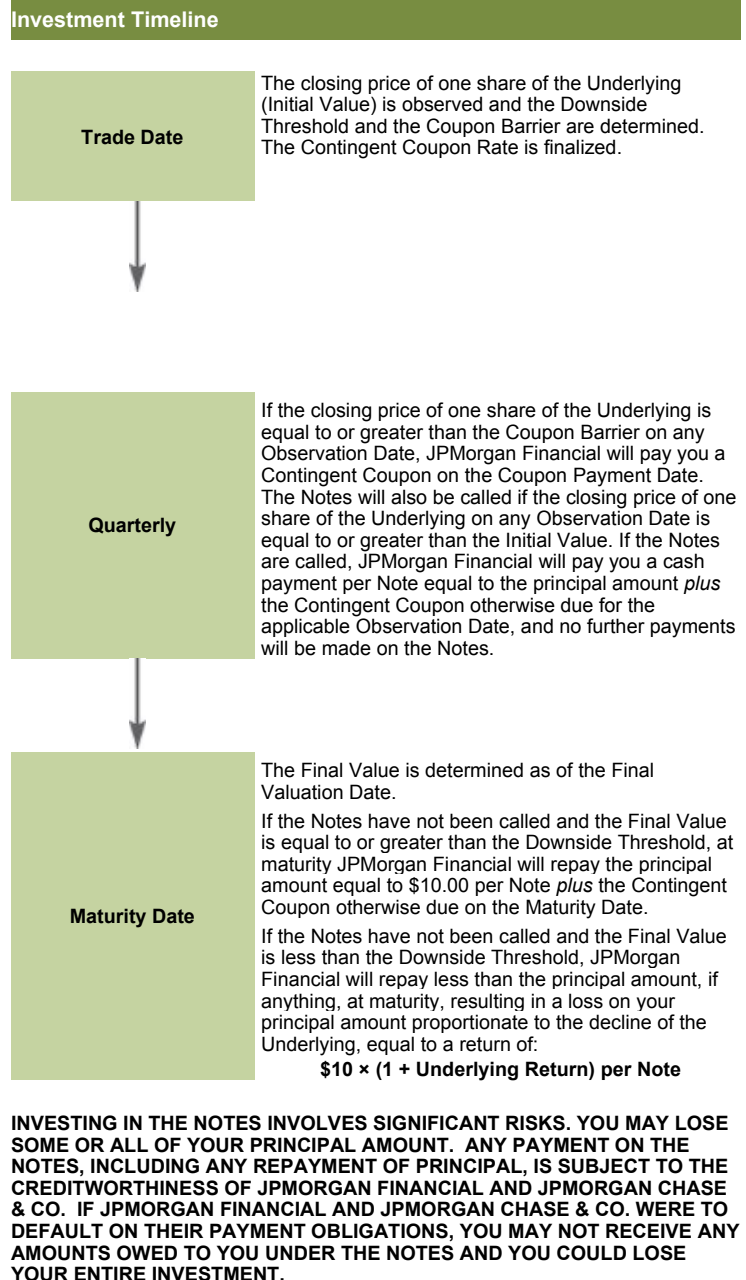 Investment Timeline
Trade Date
The closing price of one share of the Underlying
(Initial Value) is observed and the Downside
Threshold and the Coupon Barrier are determined.
The Contingent Coupon Rate is finalized.
Quarterly
If the closing price of one share of the Underlying is
equal to or greater than the Coupon Barrier on any
Observation Date, JPMorgan Financial will pay you a
Contingent Coupon on the Coupon Payment Date.
The Notes will also be called if the closing price of one
share of the Underlying on any Observation Date is
equal to or greater than the Initial Value. If the Notes
are called, JPMorgan Financial will pay you a cash
payment per Note equal to the principal amount plus
the Contingent Coupon otherwise due for the
applicable Observation Date, and no further payments
will be made on the Notes.
Maturity Date
The Final Value is determined as of the Final
Valuation Date.
If the Notes have not been called and the Final Value
is equal to or greater than the Downside Threshold, at
maturity JPMorgan Financial will repay the principal
amount equal to $10.00 per Note plus the Contingent
Coupon otherwise due on the Maturity Date.
If the Notes have not been called and the Final Value
is less than the Downside Threshold, JPMorgan
Financial will repay less than the principal amount, if
anything, at maturity, resulting in a loss on your
principal amount proportionate to the decline of the
Underlying, equal to a return of:
$10 × (1 + Underlying Return) per Note
INVESTING IN THE NOTES INVOLVES SIGNIFICANT RISKS. YOU MAY LOSE
SOME OR ALL OF YOUR PRINCIPAL AMOUNT. ANY PAYMENT ON THE
NOTES, INCLUDING ANY REPAYMENT OF PRINCIPAL, IS SUBJECT TO THE
CREDITWORTHINESS OF JPMORGAN FINANCIAL AND JPMORGAN CHASE
& CO. IF JPMORGAN FINANCIAL AND JPMORGAN CHASE & CO. WERE TO
DEFAULT ON THEIR PAYMENT OBLIGATIONS, YOU MAY NOT RECEIVE ANY
AMOUNTS OWED TO YOU UNDER THE NOTES AND YOU COULD LOSE
YOUR ENTIRE INVESTMENT.